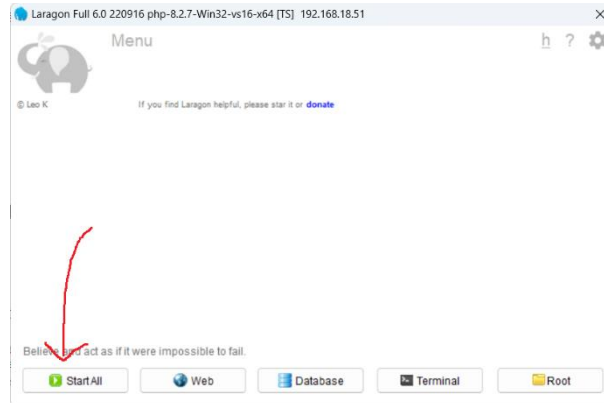 Laragon Full 6.0 220916 php-8.2.7-Win32-vs16-x64 [TS] 192.168.18.51
Menu
h ?
© Leo K
If you find Laragon helpful, please star it or donate
Believe and act as if it were impossible to fail.
Start All Web Database Terminal Root